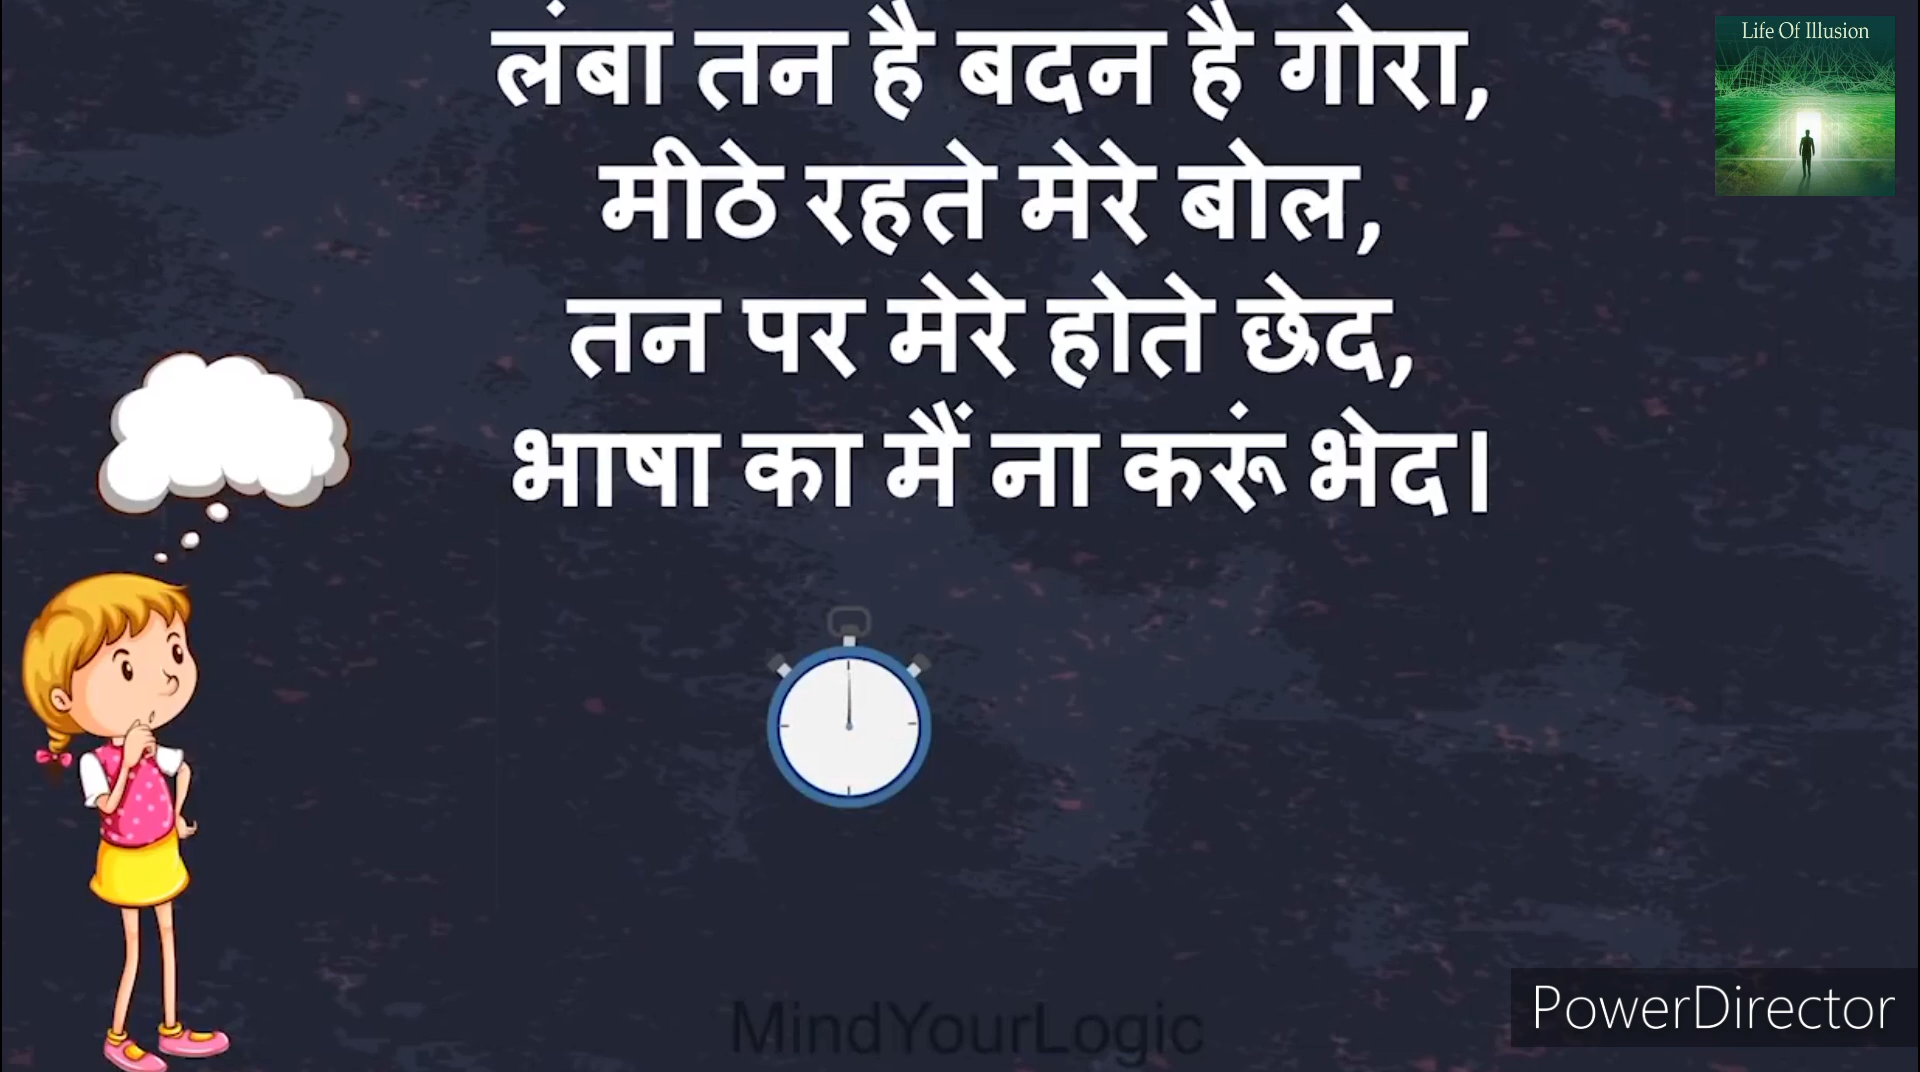 लंबा तन है बदन है गोरा,
Life Of Illusion
मीठे रहते मेरे बोल,
तन पर मेरे होते छेद,
भाषा का मैं ना करूं भेद।
PowerDirector
MindYourLogic